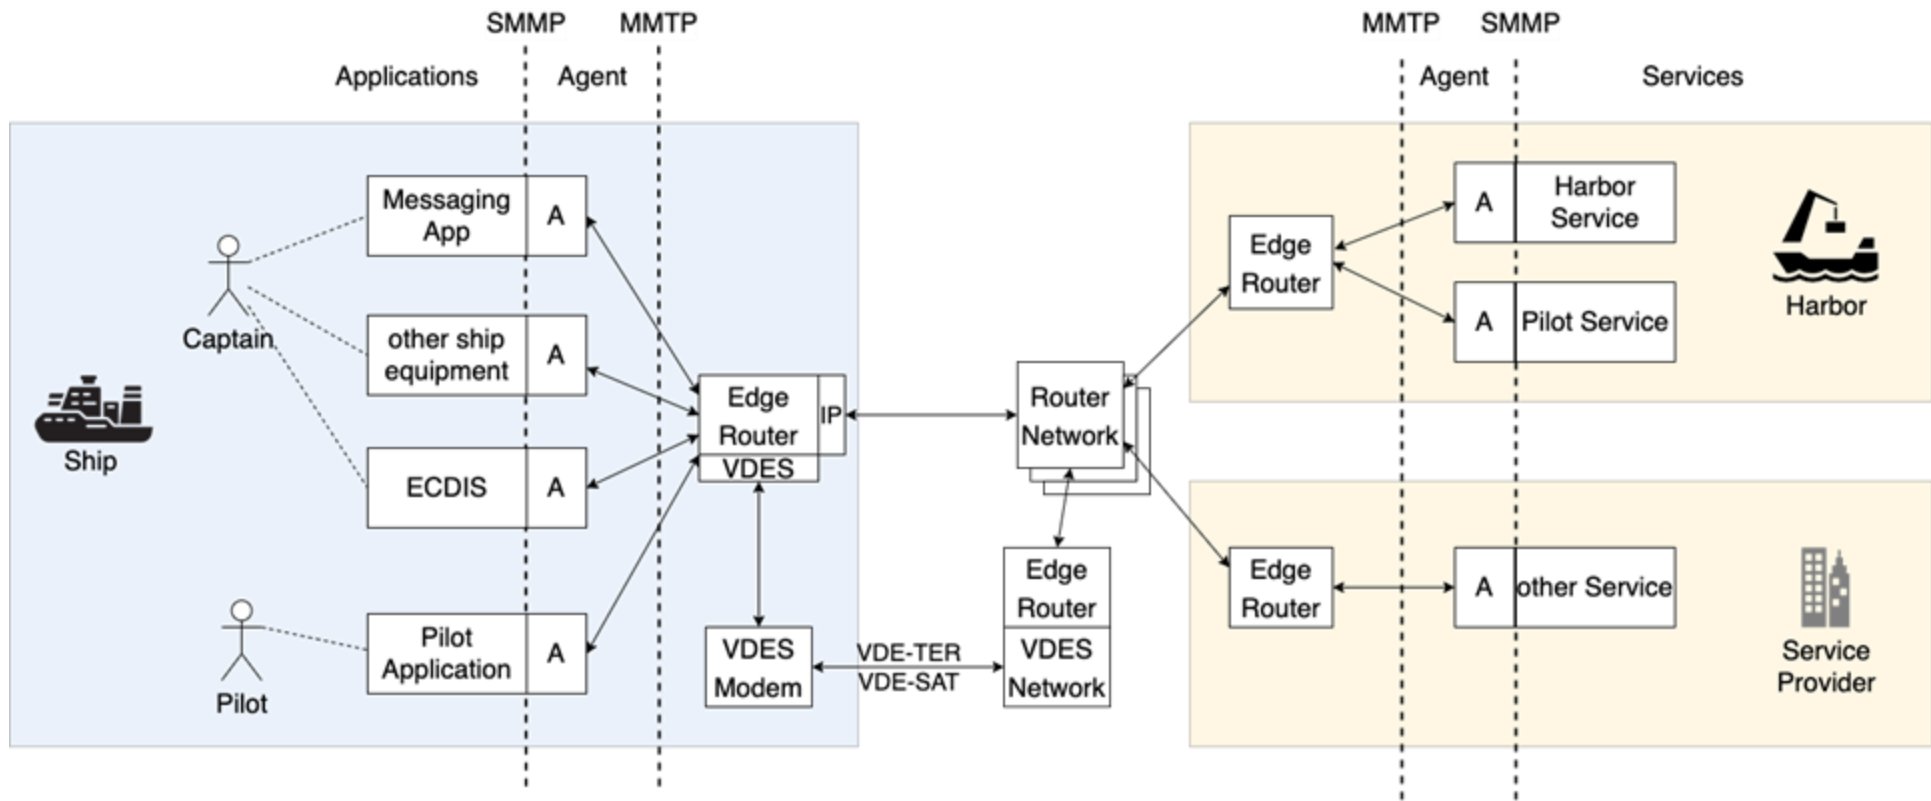 SMMP
MMTP
MMTP
SMMP
Applications
Agent
Agent
Services
Messaging
App
A
Captain
other ship
equipment
A
Ship
ECDIS
A
Pilot
Pilot
Application
A
Edge
Router
IP
VDES
VDES
Modem
VDE-TER
VDE-SAT
Router
Network
Edge
Router
VDES
Network
Edge
Router
A
Harbor
Service
A
Pilot Service
Harbor
Edge
Router
A
other Service
Service
Provider